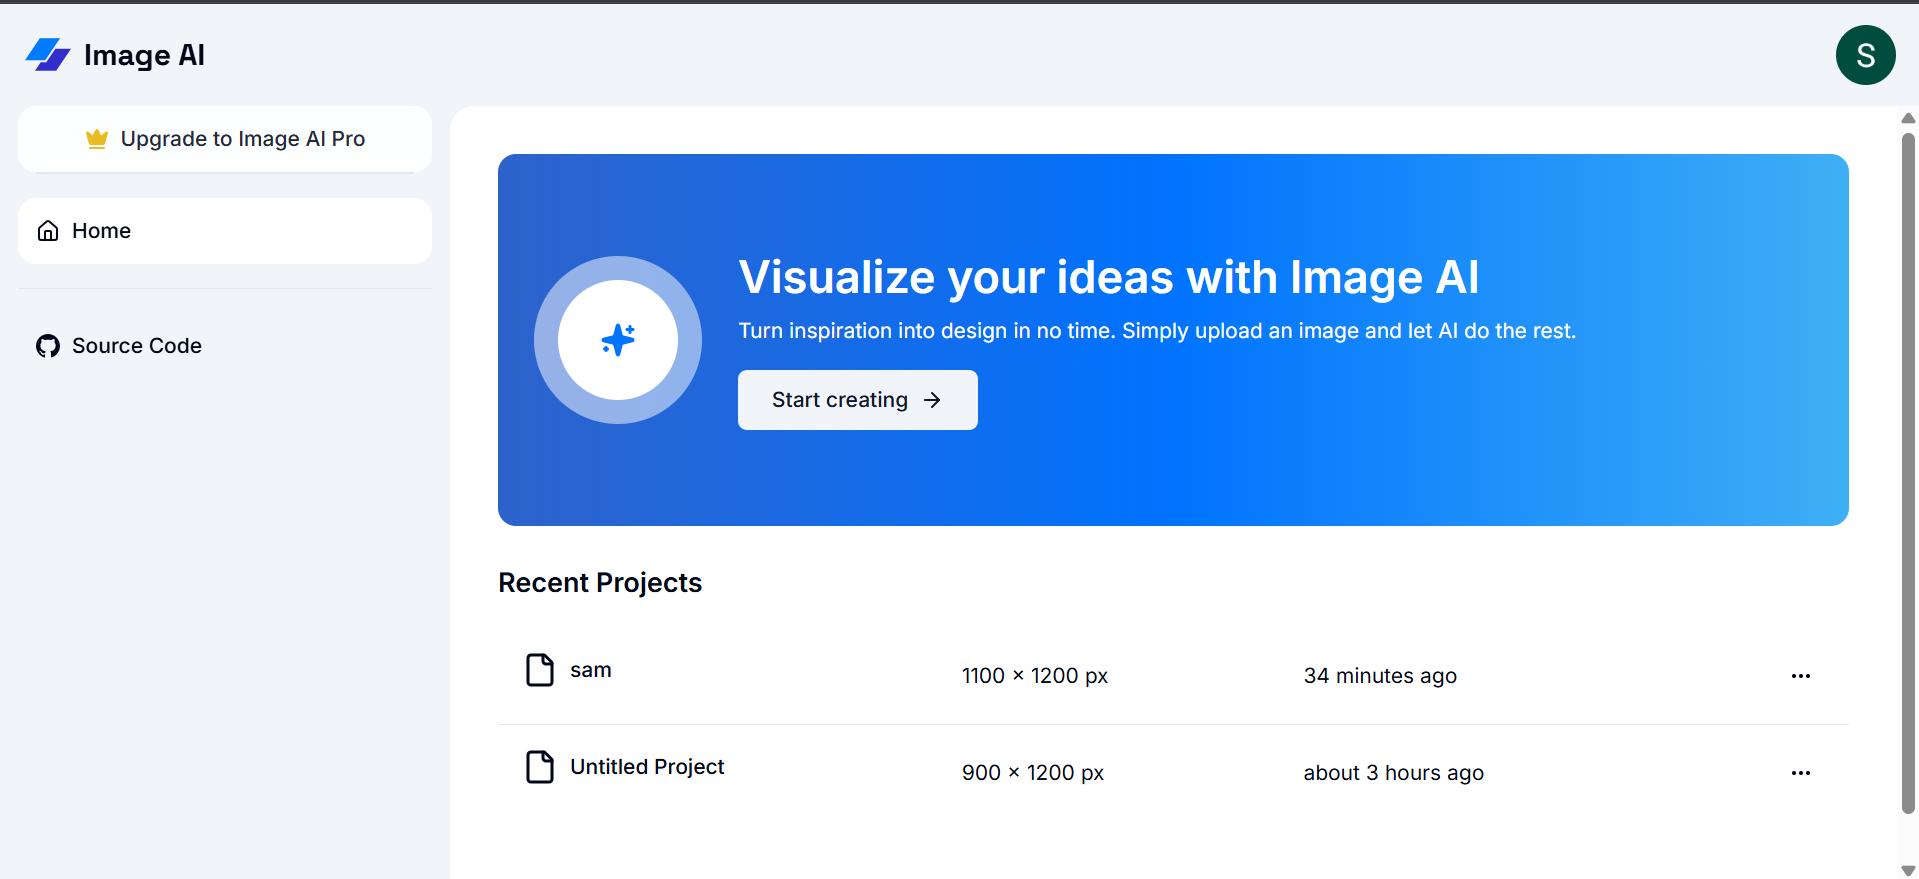 Image AI
S
Upgrade to Image AI Pro
Home
Source Code
Visualize your ideas with Image AI
Turn inspiration into design in no time. Simply upload an image and let AI do the rest.
Start creating
Recent Projects
sam 1100 × 1200 px 34 minutes ago
Untitled Project 900 × 1200 px about 3 hours ago